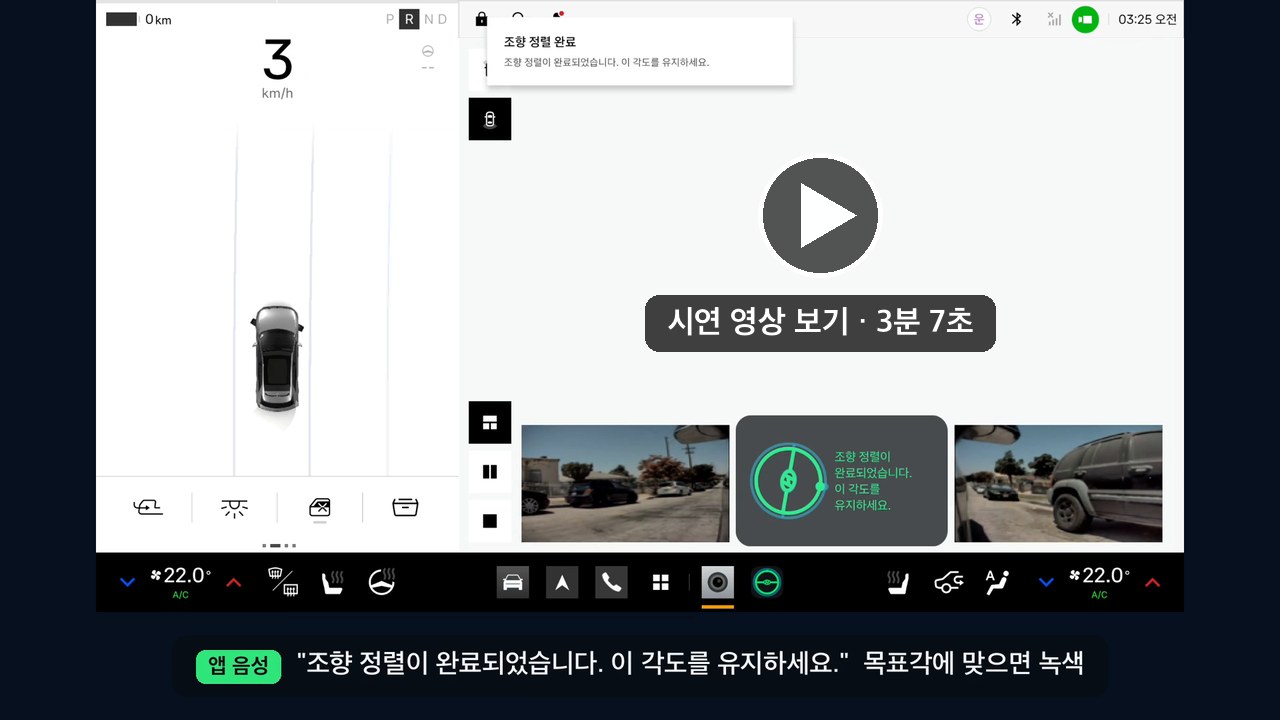 0 km
P R N D
3
km/h
--
운
03:25 오전
조향 정렬 완료
조향 정렬이 완료되었습니다. 이 각도를 유지하세요.
시연 영상 보기 · 3분 7초
조향 정렬이
완료되었습니다.
이 각도를
유지하세요.
22.0°
A/C
A
22.0°
A/C
앱 음성 "조향 정렬이 완료되었습니다. 이 각도를 유지하세요." 목표각에 맞으면 녹색